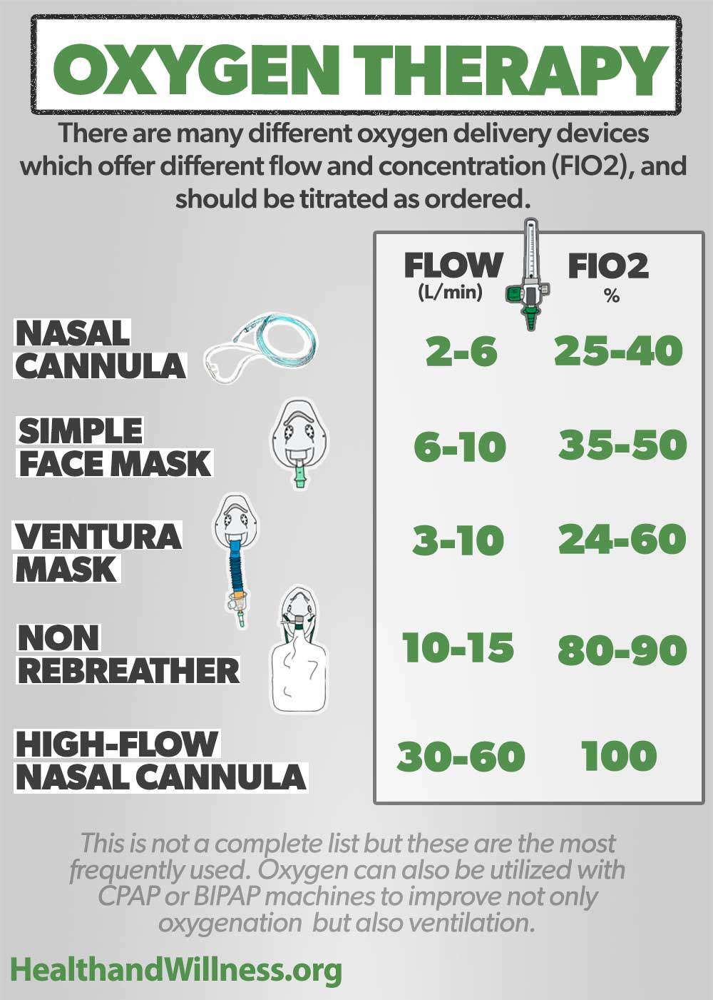 OXYGEN THERAPY
There are many different oxygen delivery devices
which offer different flow and concentration (FIO2), and
should be titrated as ordered.
FLOW FIO2
(L/min) %
NASAL
CANNULA
2-6 25-40
SIMPLE
FACE MASK
6-10 35-50
VENTURA
MASK
3-10 24-60
NON
REBREATHER
10-15 80-90
HIGH-FLOW
NASAL CANNULA
30-60 100
This is not a complete list but these are the most
frequently used. Oxygen can also be utilized with
CPAP or BIPAP machines to improve not only
oxygenation but also ventilation.
HealthandWillness.org